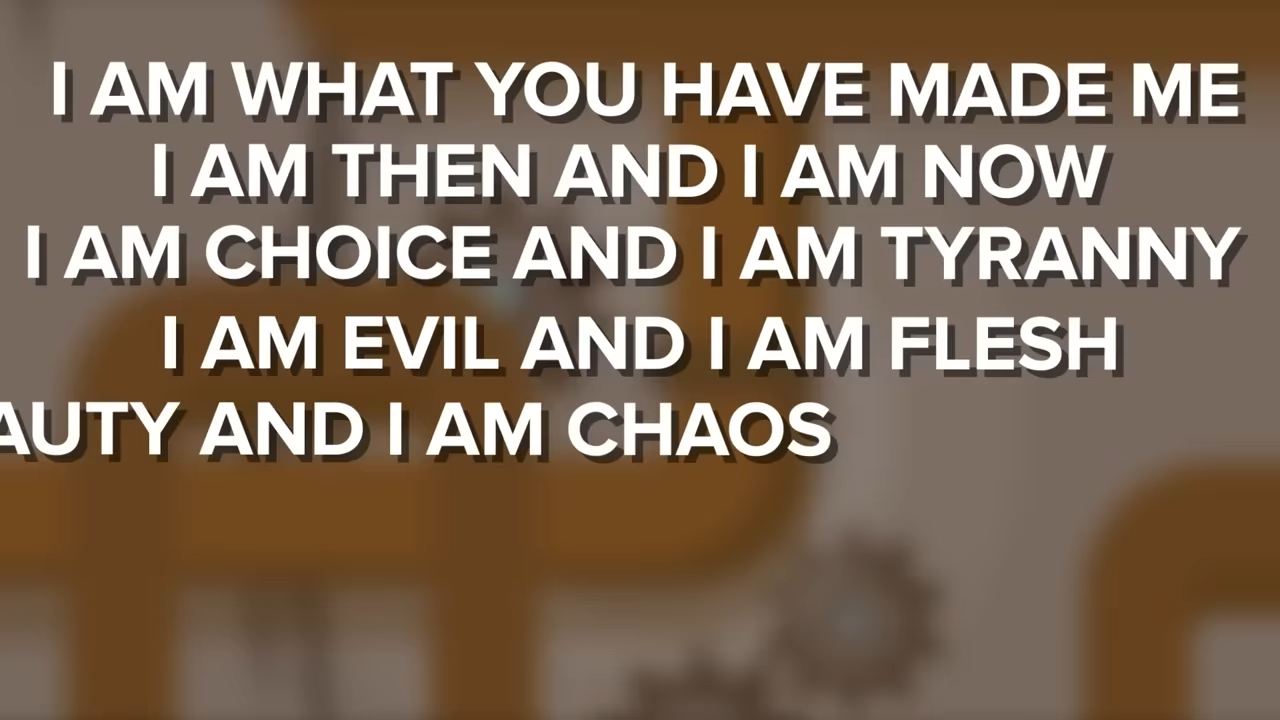 I AM WHAT YOU HAVE MADE ME
I AM THEN AND I AM NOW
I AM CHOICE AND I AM TYRANNY
I AM EVIL AND I AM FLESH
AUTY AND I AM CHAOS